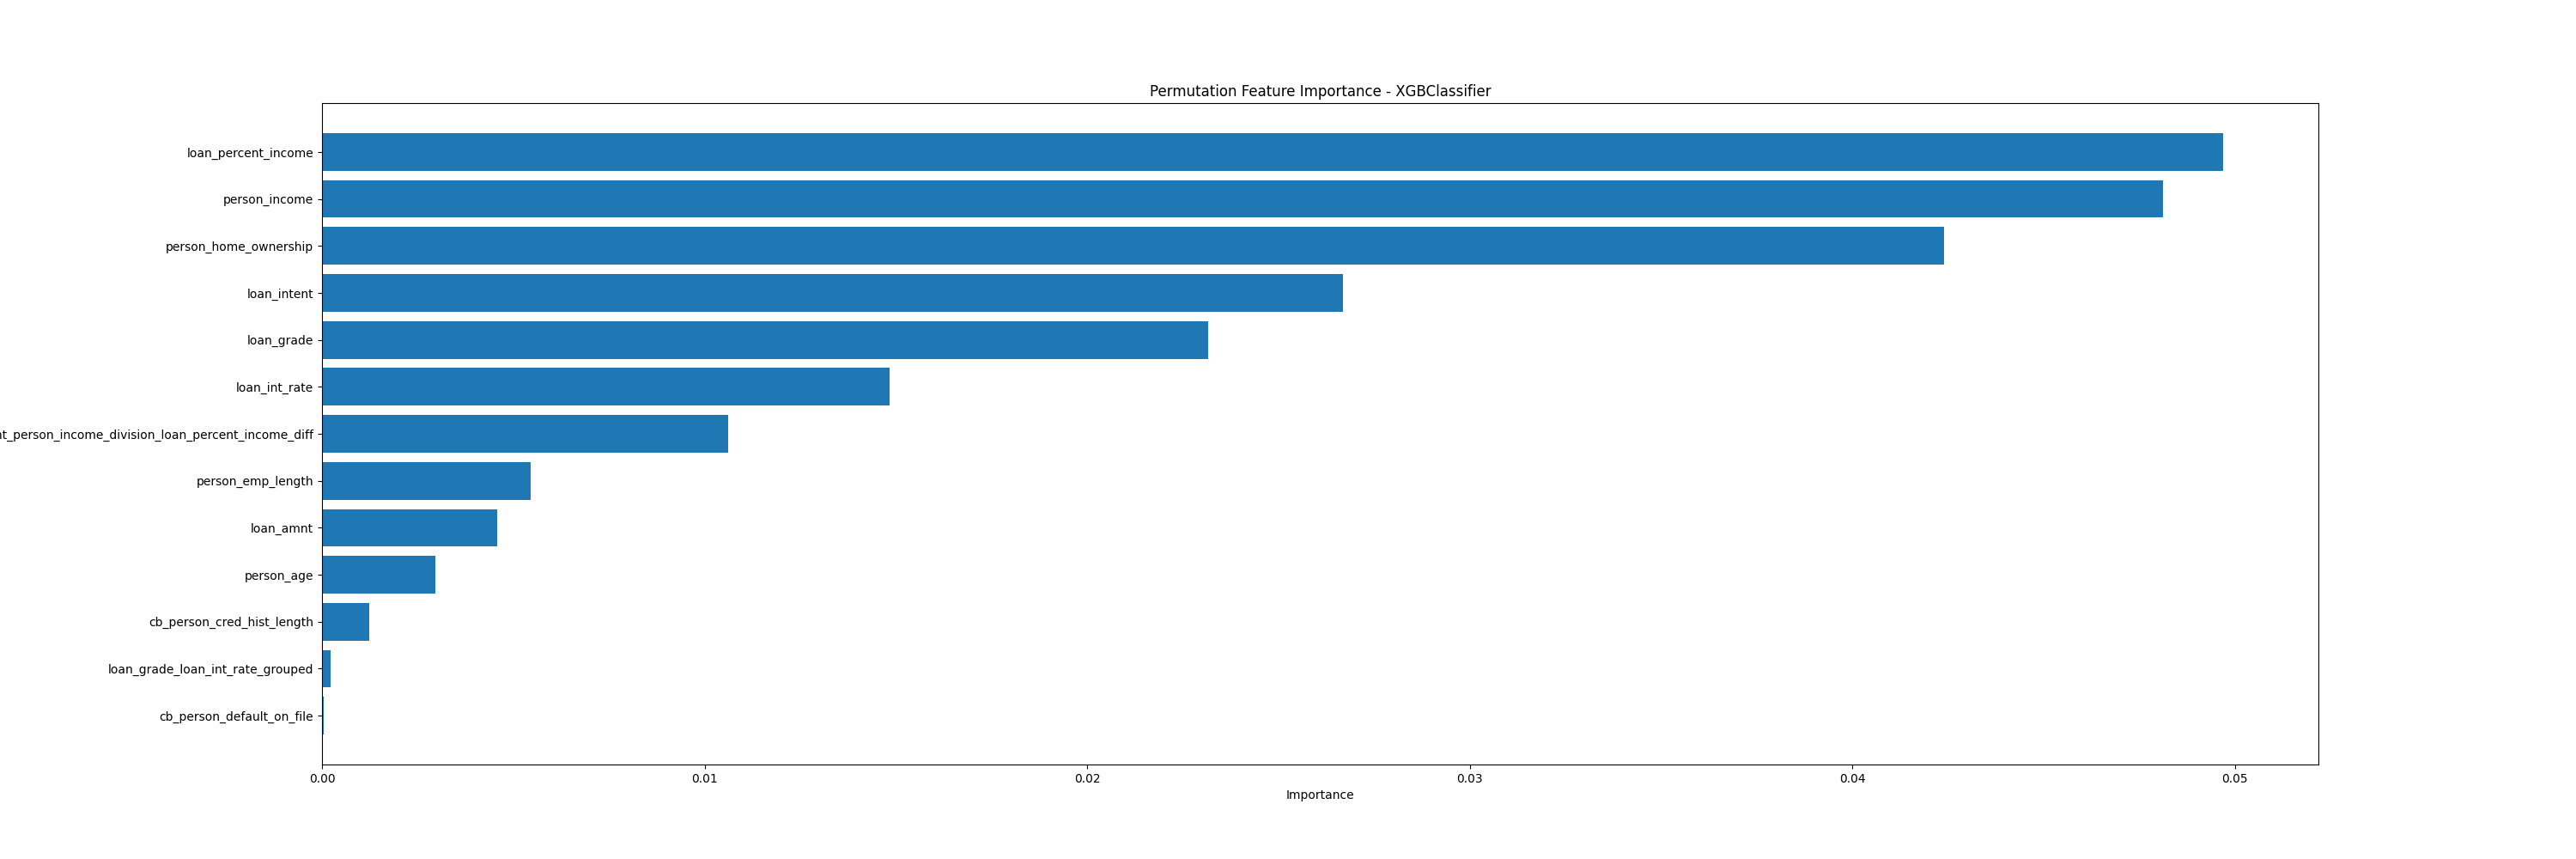 Permutation Feature Importance - XGBClassifier
loan_percent_income
person_income
person_home_ownership
loan_intent
loan_grade
loan_int_rate
nt_person_income_division_loan_percent_income_diff
person_emp_length
loan_amnt
person_age
cb_person_cred_hist_length
loan_grade_loan_int_rate_grouped
cb_person_default_on_file
0.00 0.01 0.02 0.03 0.04 0.05
Importance